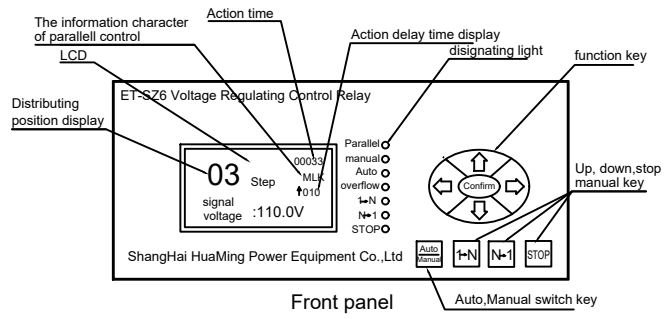 Action time
The information character
of parallell control
Action delay time display
disignating light
LCD
function key
ET-SZ6 Voltage Regulating Control Relay
Distributing
position display
Parallel
manual
Auto
overflow
1→N
N→1
STOP
00033
MLK
03
Step
↑010
signal
voltage :110.0V
Confirm
Up, down,stop
manual key
ShangHai HuaMing Power Equipment Co.,Ltd
Auto
Manual
1→N
N→1
STOP
Front panel
Auto,Manual switch key